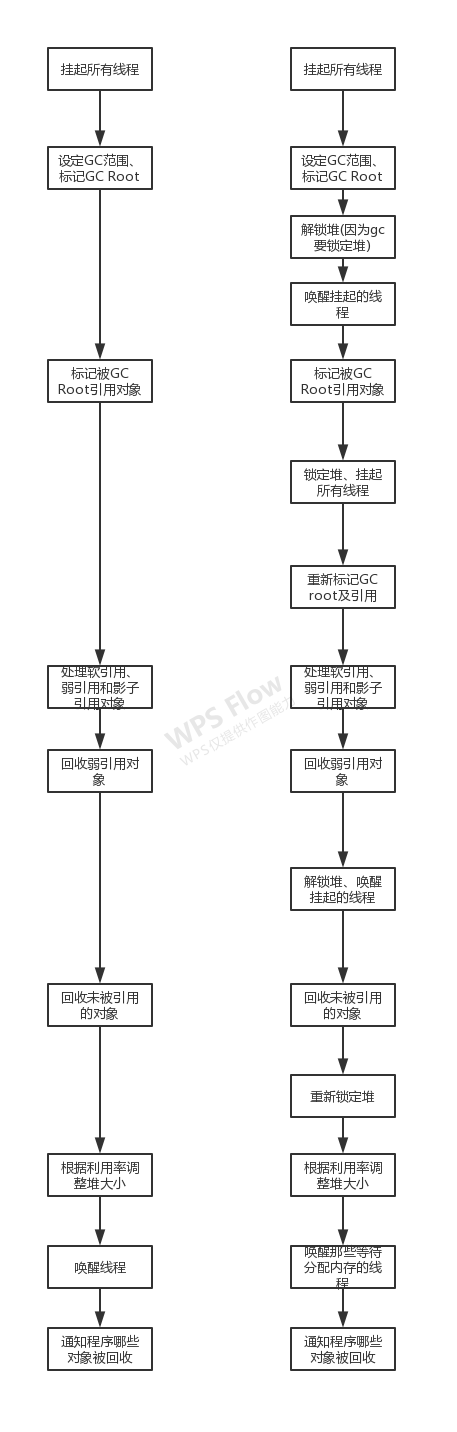 挂起所有线程
设定GC范围、
标记GC Root
标记被GC
Root引用对象
处理软引用、
弱引用和影子
引用对象
回收弱引用对
象
回收未被引用
的对象
根据利用率调
整堆大小
唤醒线程
通知程序哪些
对象被回收
挂起所有线程
设定GC范围、
标记GC Root
解锁堆(因为gc
要锁定堆)
唤醒挂起的线
程
标记被GC
Root引用对象
锁定堆、挂起
所有线程
重新标记GC
root及引用
处理软引用、
弱引用和影子
引用对象
回收弱引用对
象
解锁堆、唤醒
挂起的线程
回收未被引用
的对象
重新锁定堆
根据利用率调
整堆大小
唤醒那些等待
分配内存的线
程
通知程序哪些
对象被回收
WPS Flow
WPS仅提供作图能力